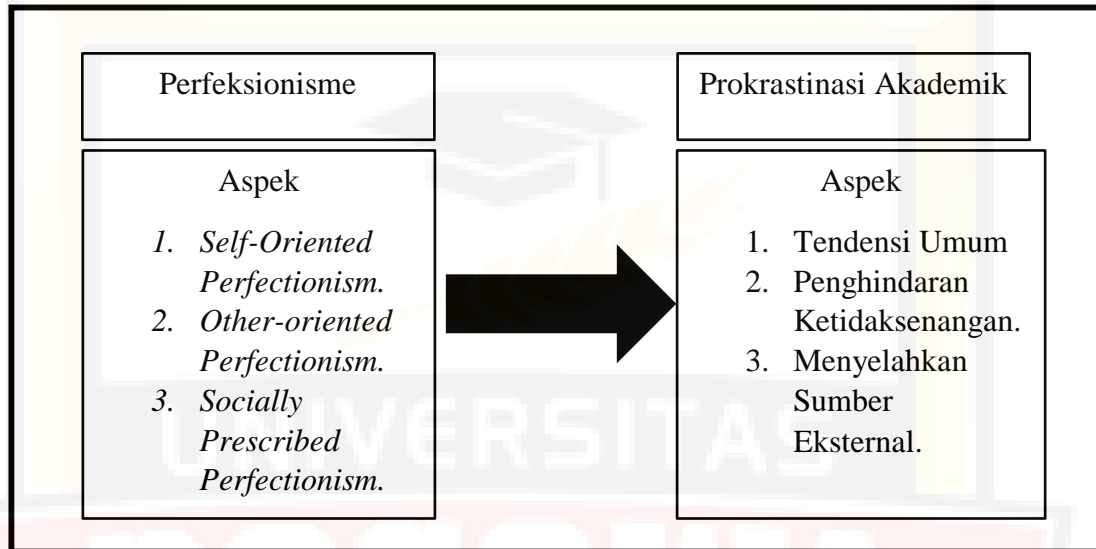 Perfeksionisme
Aspek
1. Self-Oriented
Perfectionism.
2. Other-oriented
Perfectionism.
3. Socially
Prescribed
Perfectionism.
Prokrastinasi Akademik
Aspek
1. Tendensi Umum
2. Penghindaran
Ketidaksenangan.
3. Menyelahkan
Sumber
Eksternal.
UNIVERSITAS